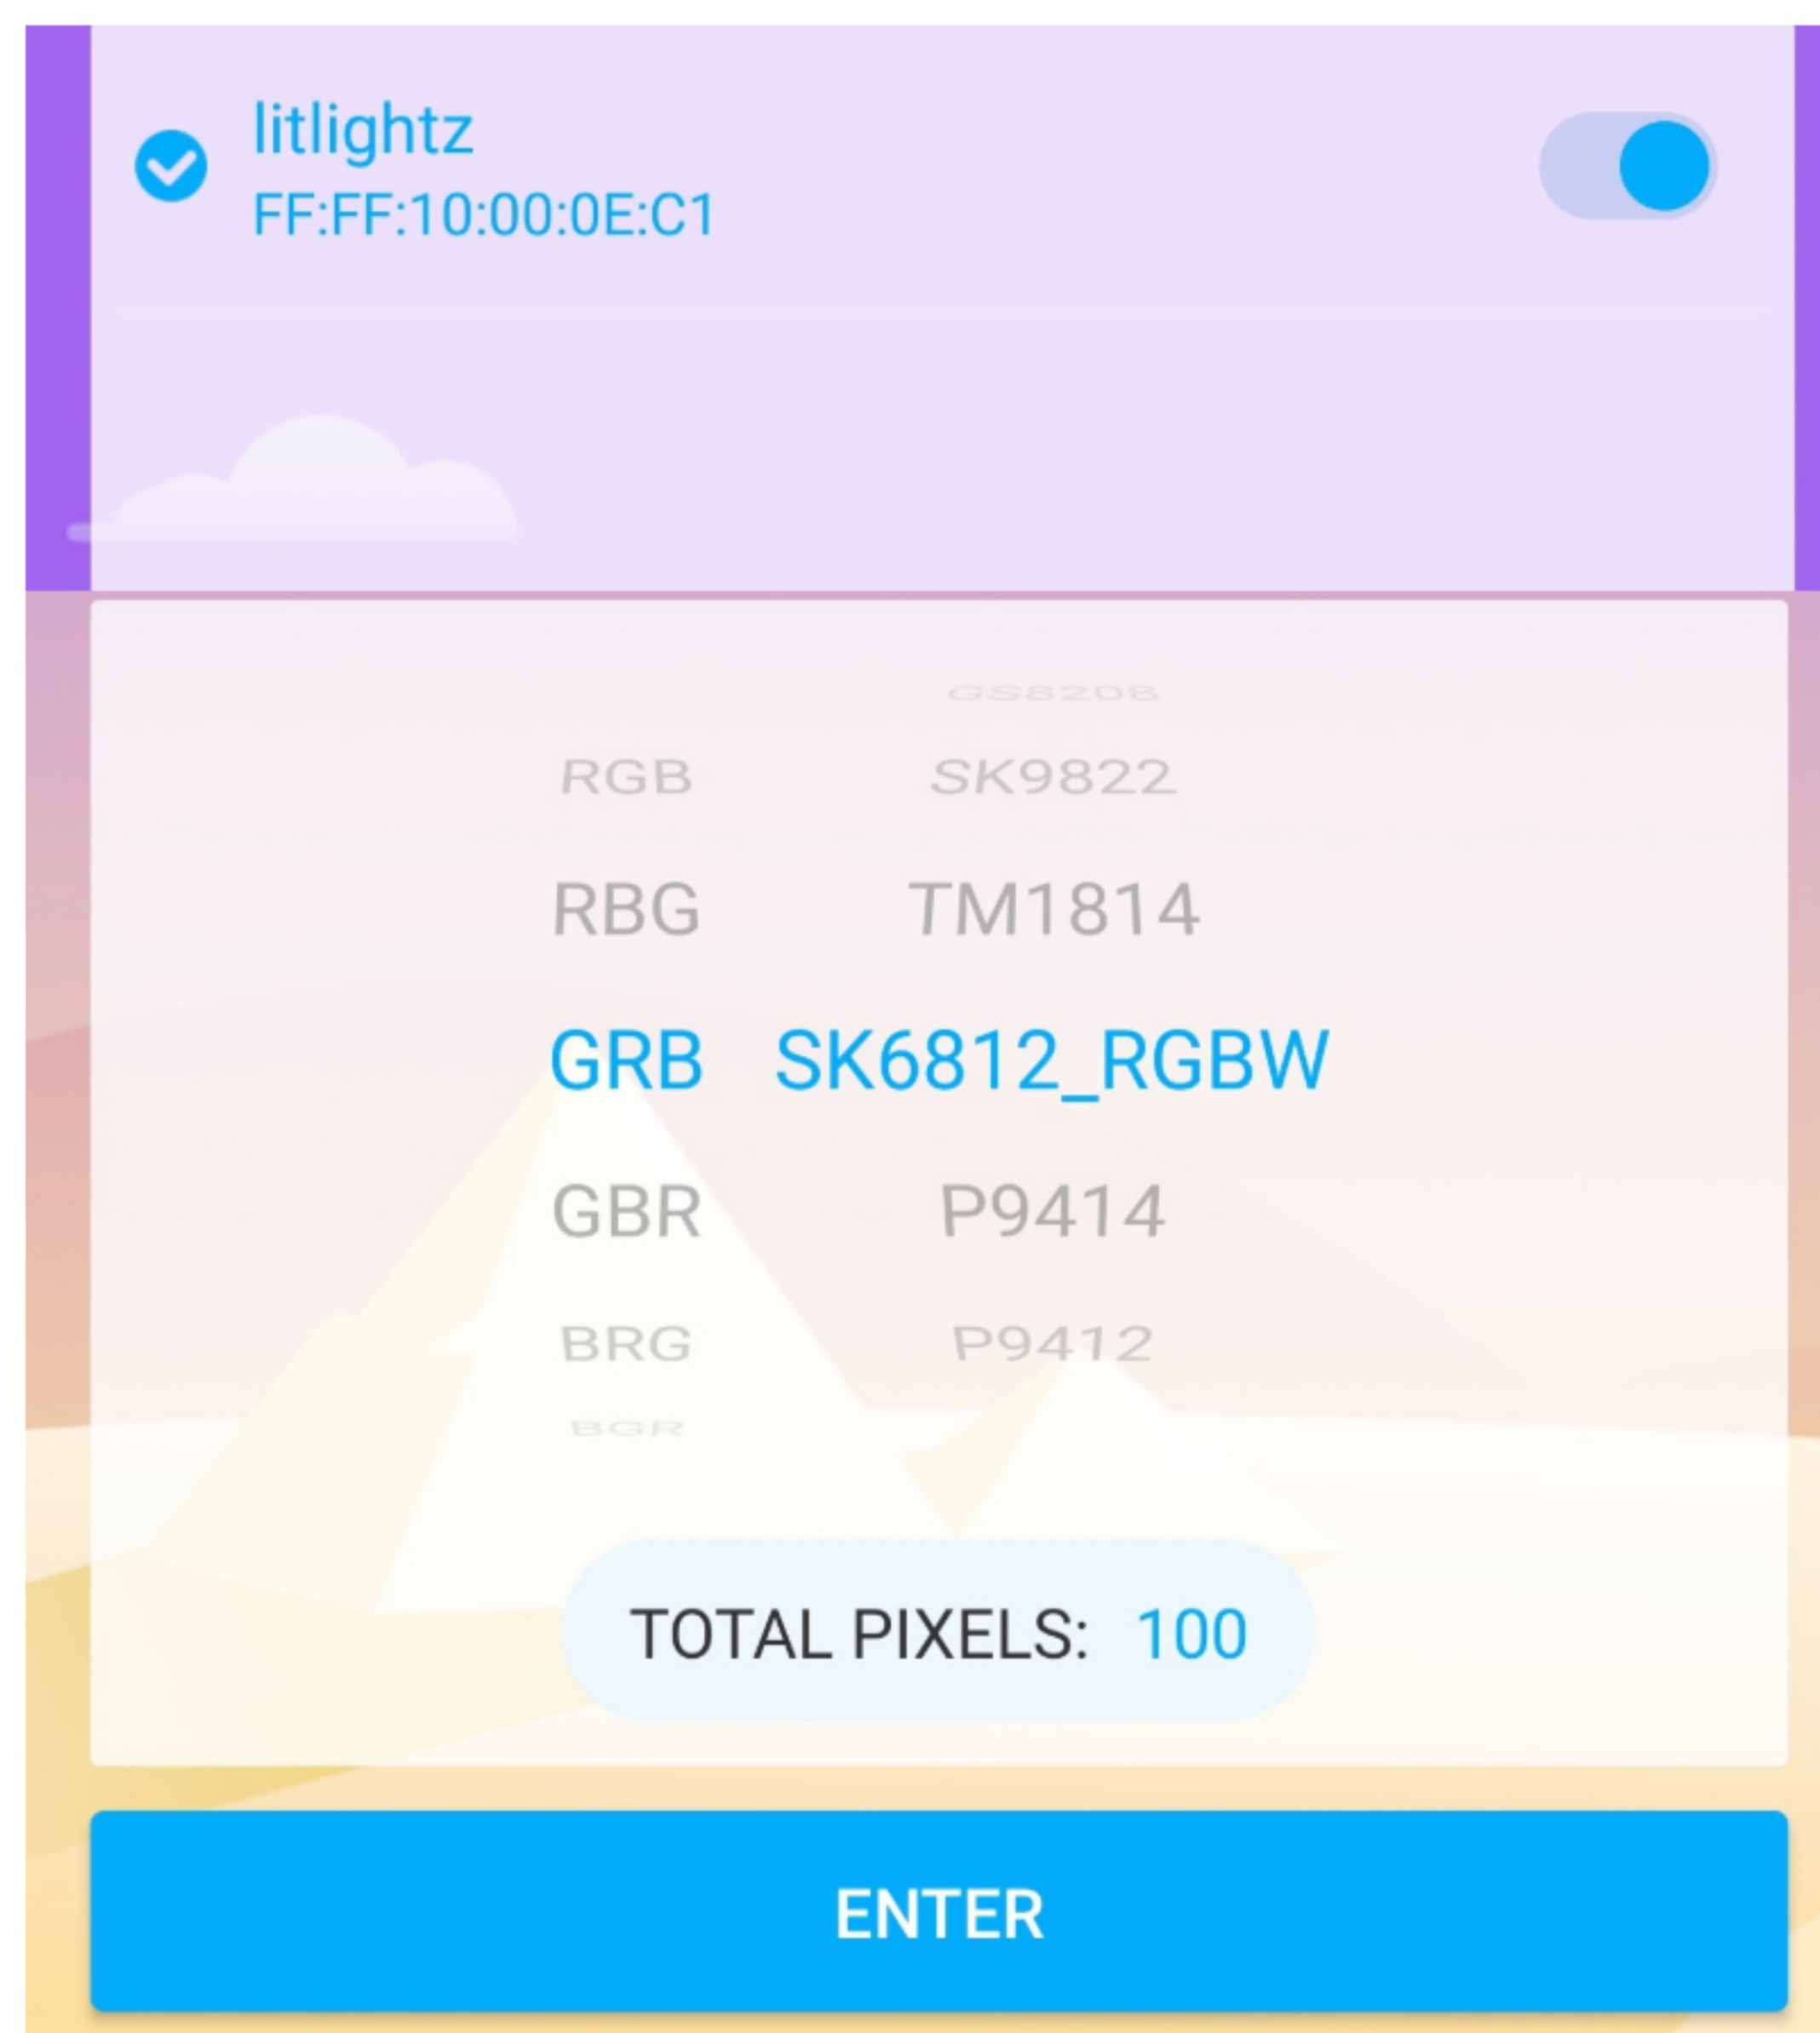 litlightz
FF:FF:10:00:0E:C1
GS8208
RGB SK9822
RBG TM1814
GRB SK6812_RGBW
GBR P9414
BRG P9412
BGR
TOTAL PIXELS: 100
ENTER